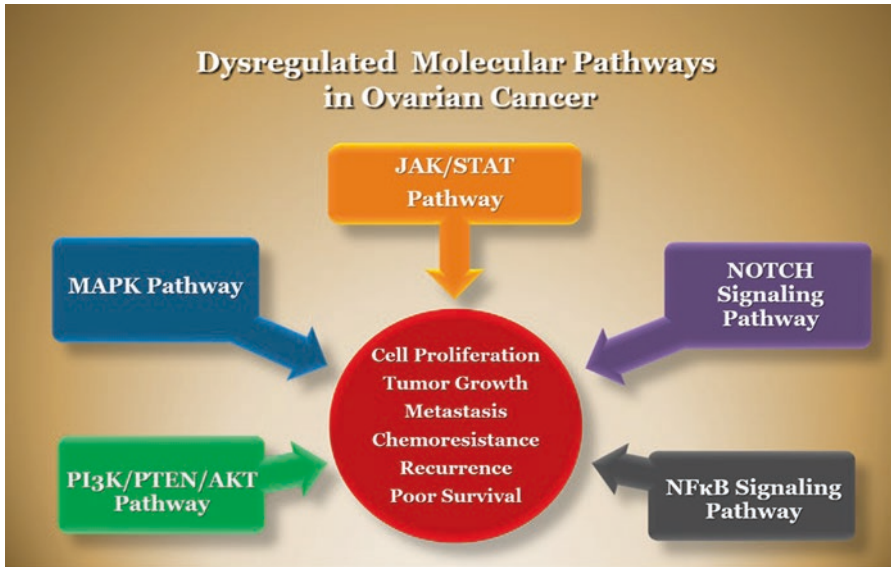 Dysregulated Molecular Pathways
in Ovarian Cancer
JAK/STAT
Pathway
MAPK Pathway
NOTCH
Signaling
Pathway
Cell Proliferation
Tumor Growth
Metastasis
Chemoresistance
Recurrence
Poor Survival
PI3K/PTEN/AKT
Pathway
NFκB Signaling
Pathway